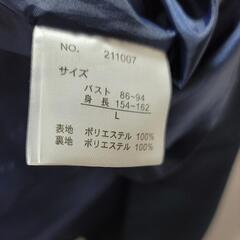 NO. 211007
サイズ
バスト 86~94
身長 154~162
L
表地 ポリエステル 100%
裏地 ポリエステル 100%